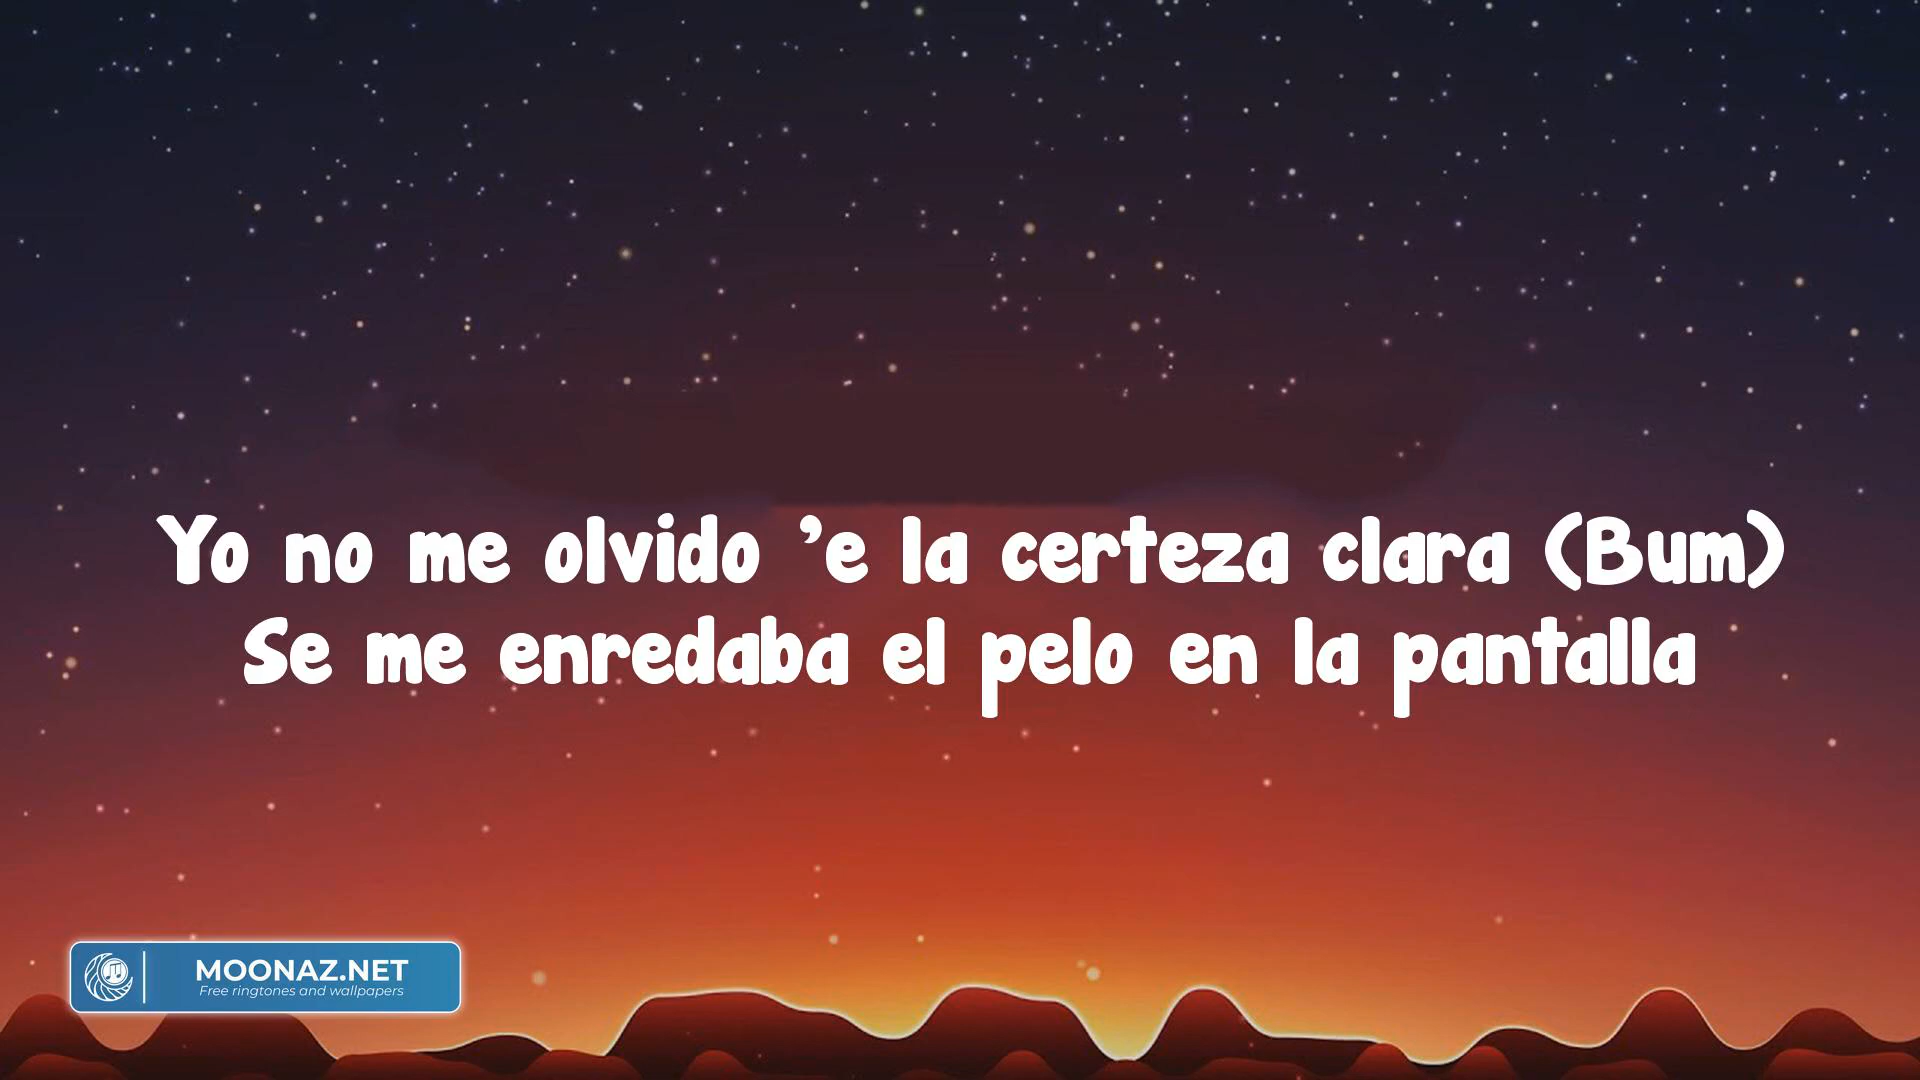 Yo no me olvido ’e la certeza clara (Bum)
Se me enredaba el pelo en la pantalla
MOONAZ.NET
Free ringtones and wallpapers